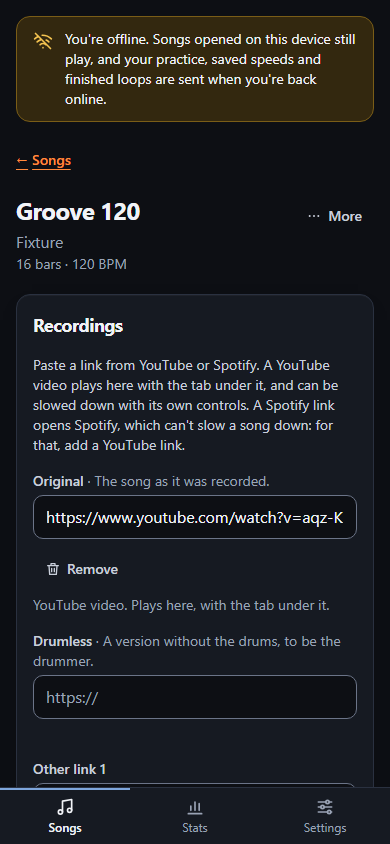 You're offline. Songs opened on this device still
play, and your practice, saved speeds and
finished loops are sent when you're back
online.
← Songs
Groove 120
··· More
Fixture
16 bars · 120 BPM
Recordings
Paste a link from YouTube or Spotify. A YouTube
video plays here with the tab under it, and can be
slowed down with its own controls. A Spotify link
opens Spotify, which can't slow a song down: for
that, add a YouTube link.
Original · The song as it was recorded.
https://www.youtube.com/watch?v=aqz-K
Remove
YouTube video. Plays here, with the tab under it.
Drumless · A version without the drums, to be the
drummer.
https://
Other link 1
Songs
Stats
Settings